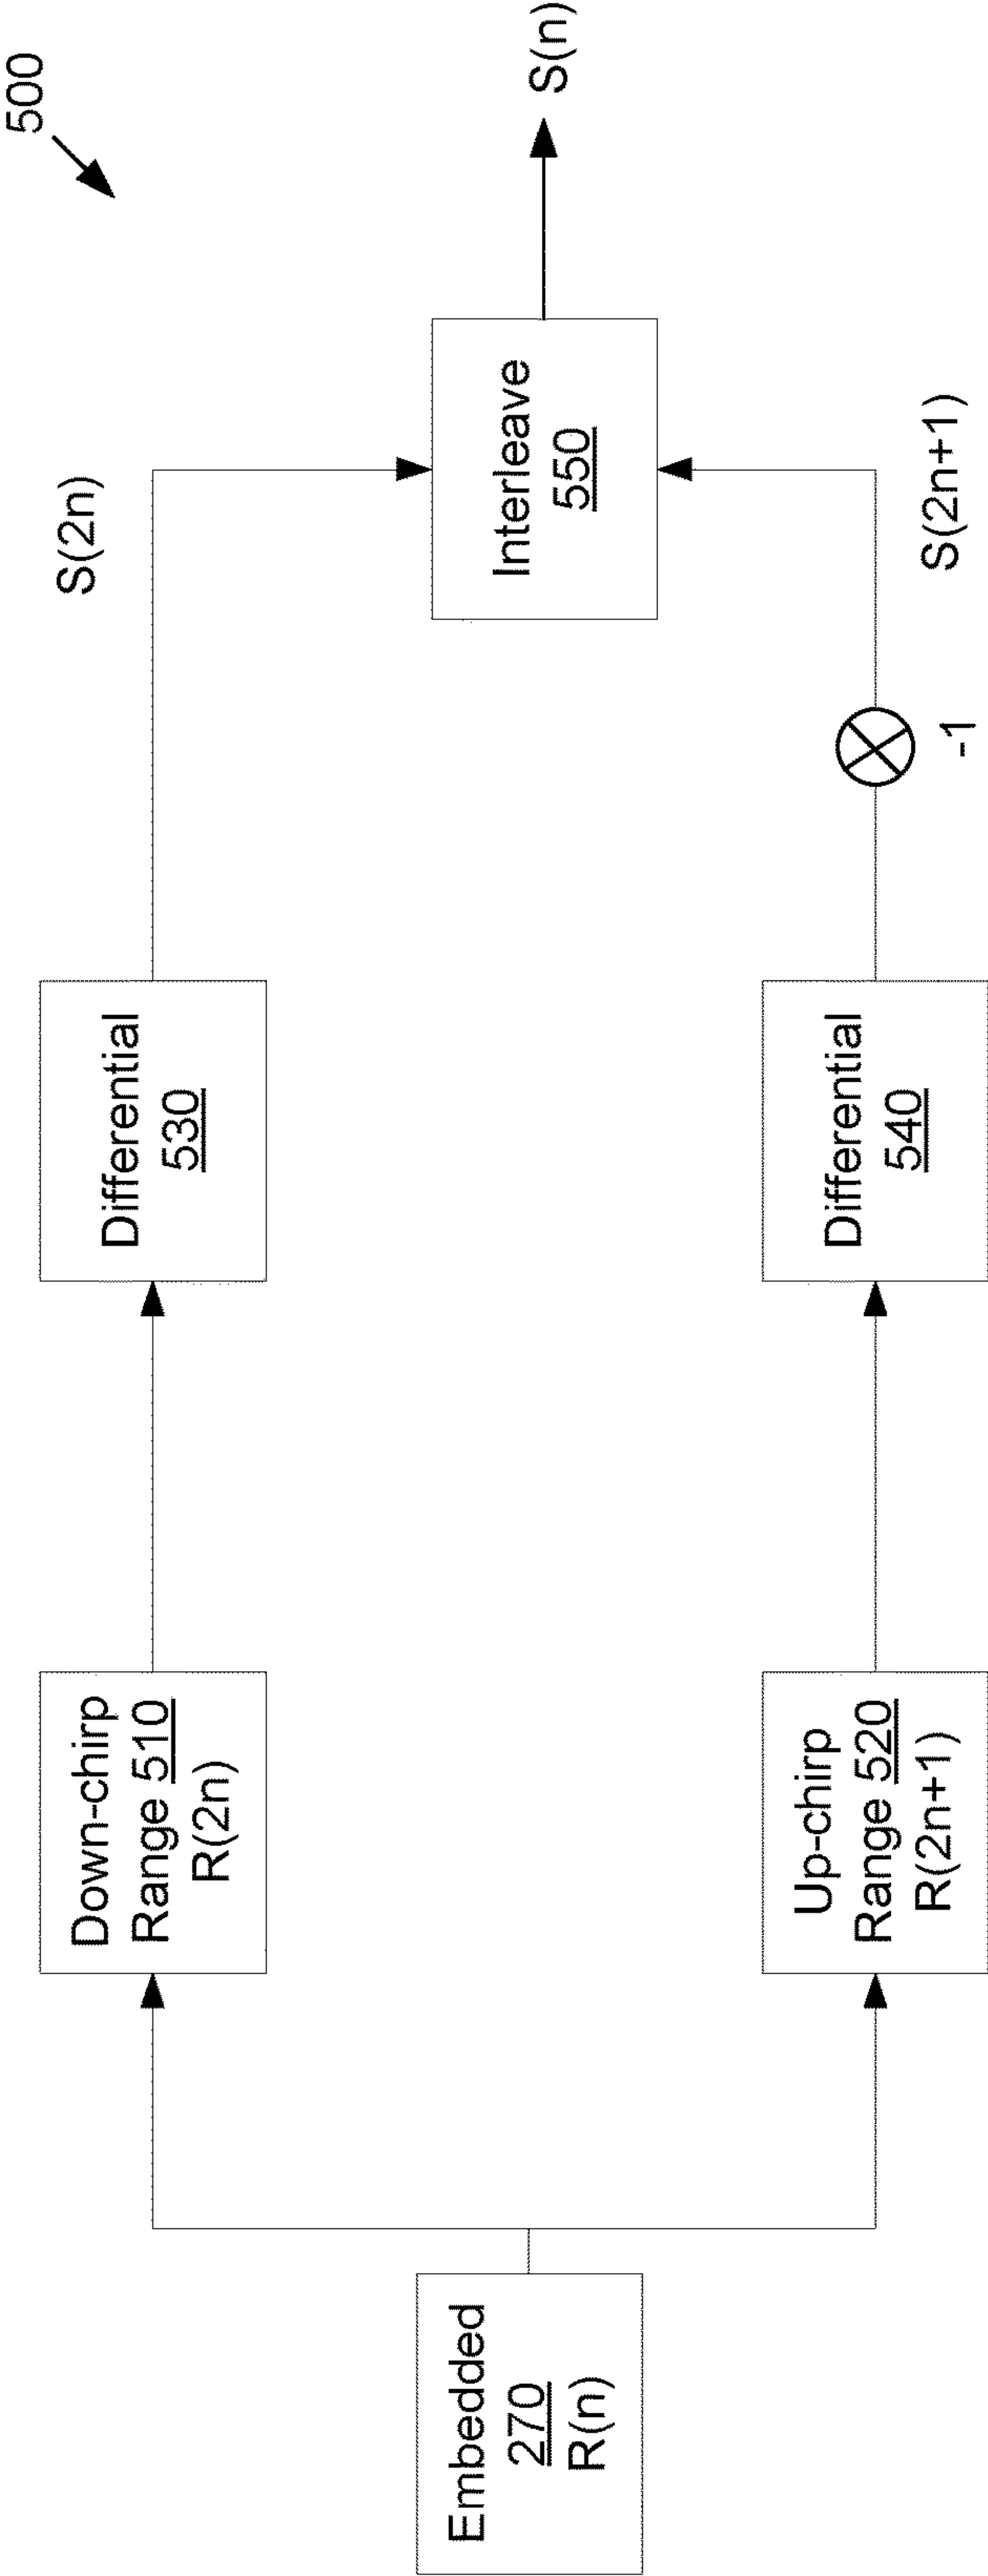 500
Embedded
270
R(n)
Down-chirp
Range 510
R(2n)
Differential
530
S(2n)
Up-chirp
Range 520
R(2n+1)
Differential
540
-1
S(2n+1)
Interleave
550
S(n)